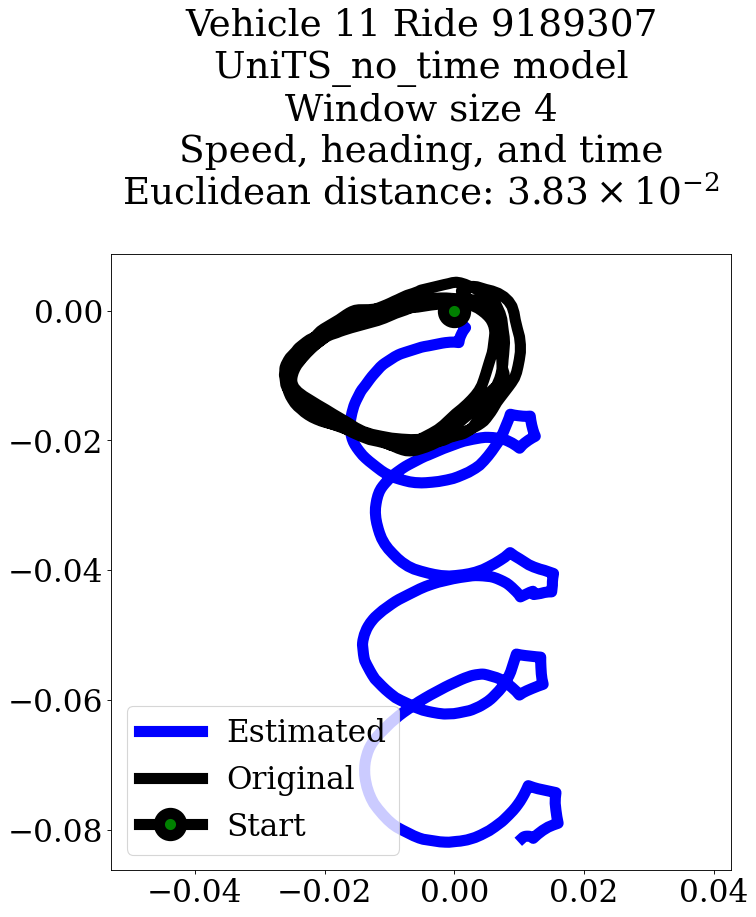 Vehicle 11 Ride 9189307
UniTS_no_time model
Window size 4
Speed, heading, and time
Euclidean distance: 3.83 × 10⁻²
0.00
−0.02
−0.04
−0.06
−0.08
Estimated
Original
Start
−0.04
−0.02
0.00
0.02
0.04